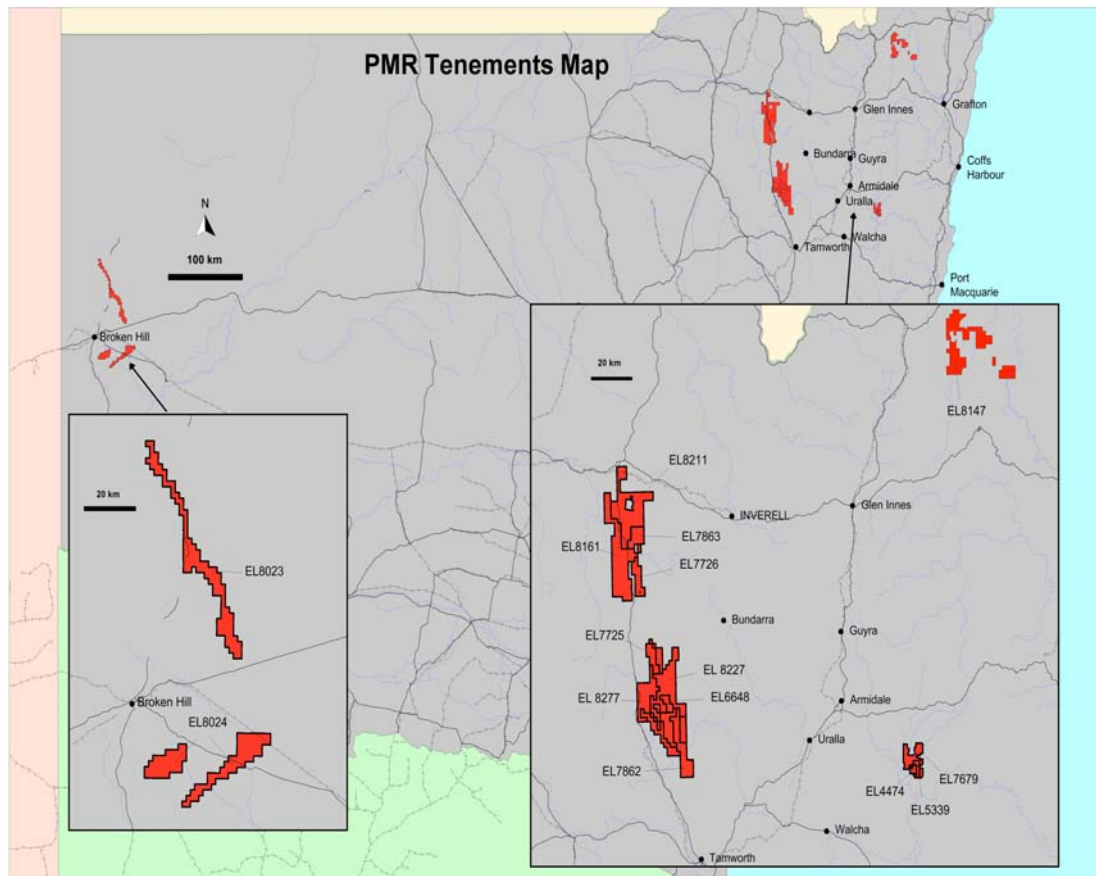 PMR Tenements Map
N
100 km
Glen Innes
Grafton
Bundarra
Guyra
Coffs
Harbour
Armidale
Uralla
Walcha
Tamworth
Port
Macquarie
Broken Hill
20 km
EL8023
Broken Hill
EL8024
20 km
EL8147
EL8211
INVERELL
Glen Innes
EL7863
EL8161
EL7726
Bundarra
Guyra
EL7725
EL 8227
EL 8277
EL6648
Armidale
Uralla
EL7862
EL7679
EL4474
EL5339
Walcha
Tamworth